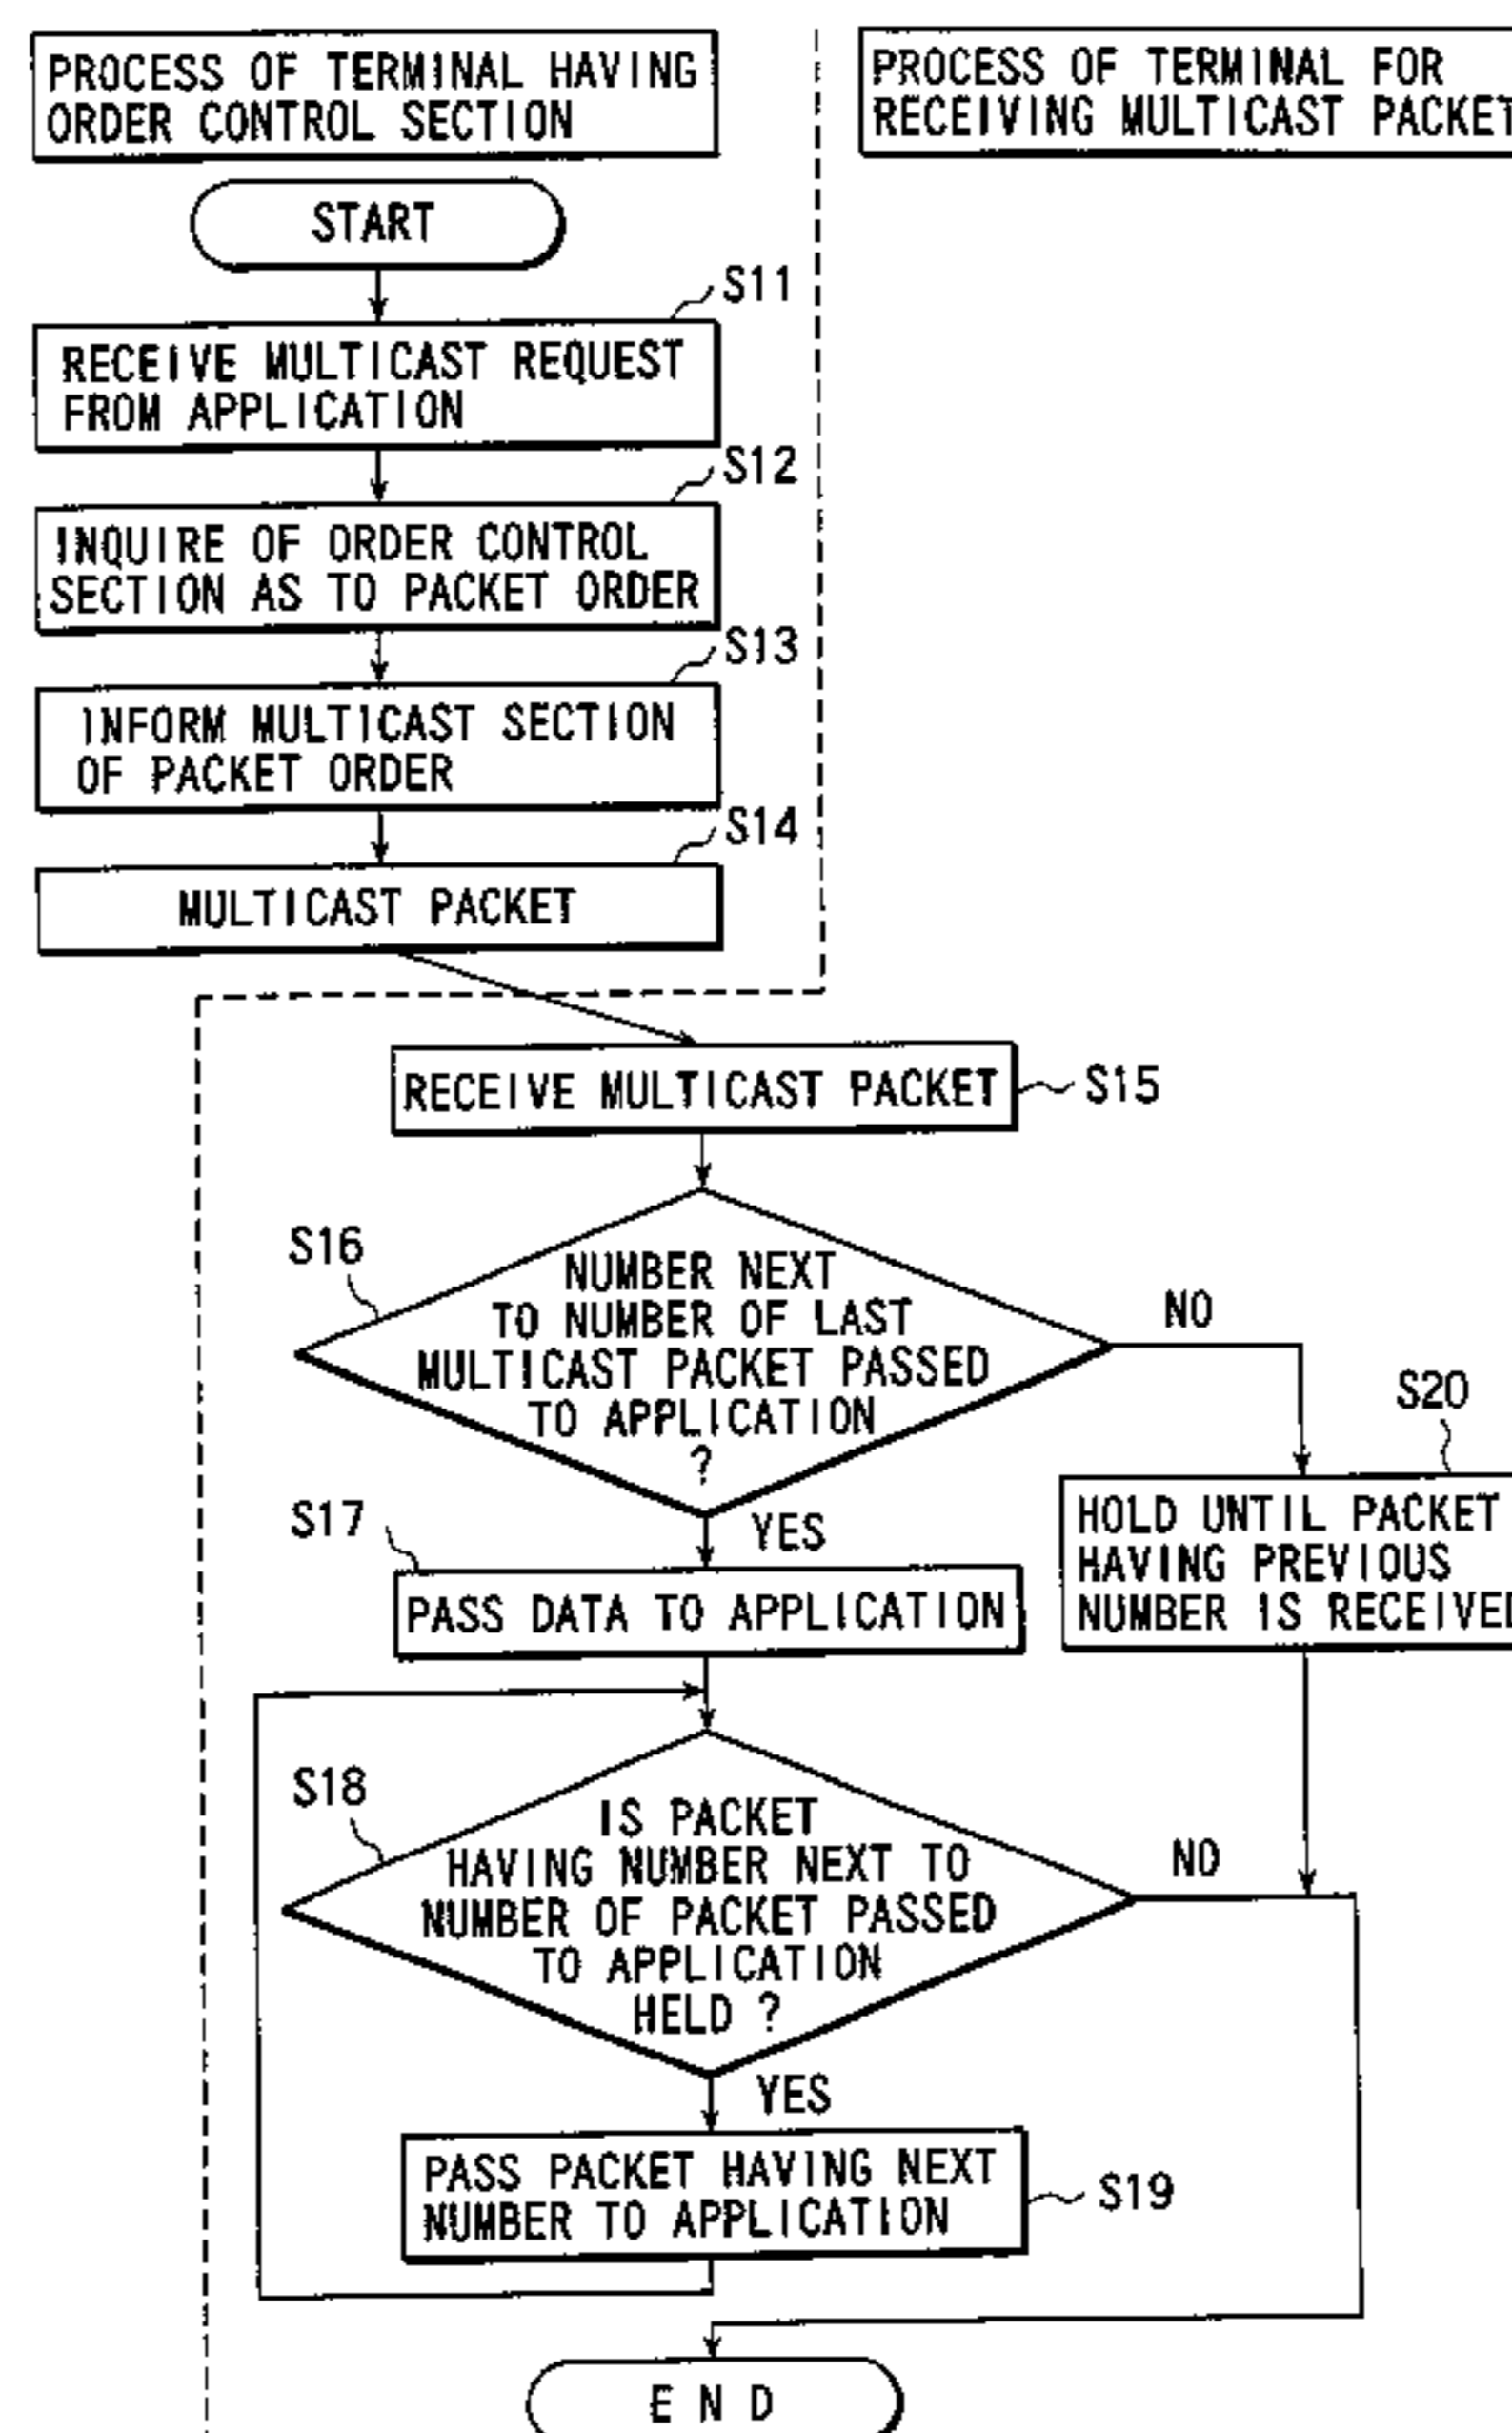 PROCESS OF TERMINAL HAVING
ORDER CONTROL SECTION
PROCESS OF TERMINAL FOR
RECEIVING MULTICAST PACKET
START
S11
RECEIVE MULTICAST REQUEST
FROM APPLICATION
S12
INQUIRE OF ORDER CONTROL
SECTION AS TO PACKET ORDER
S13
INFORM MULTICAST SECTION
OF PACKET ORDER
S14
MULTICAST PACKET
RECEIVE MULTICAST PACKET
S15
S16
NUMBER NEXT
TO NUMBER OF LAST
MULTICAST PACKET PASSED
TO APPLICATION
?
NO
YES
S20
HOLD UNTIL PACKET
HAVING PREVIOUS
NUMBER IS RECEIVED
S17
PASS DATA TO APPLICATION
S18
IS PACKET
HAVING NUMBER NEXT TO
NUMBER OF PACKET PASSED
TO APPLICATION
HELD ?
NO
YES
PASS PACKET HAVING NEXT
NUMBER TO APPLICATION
S19
END